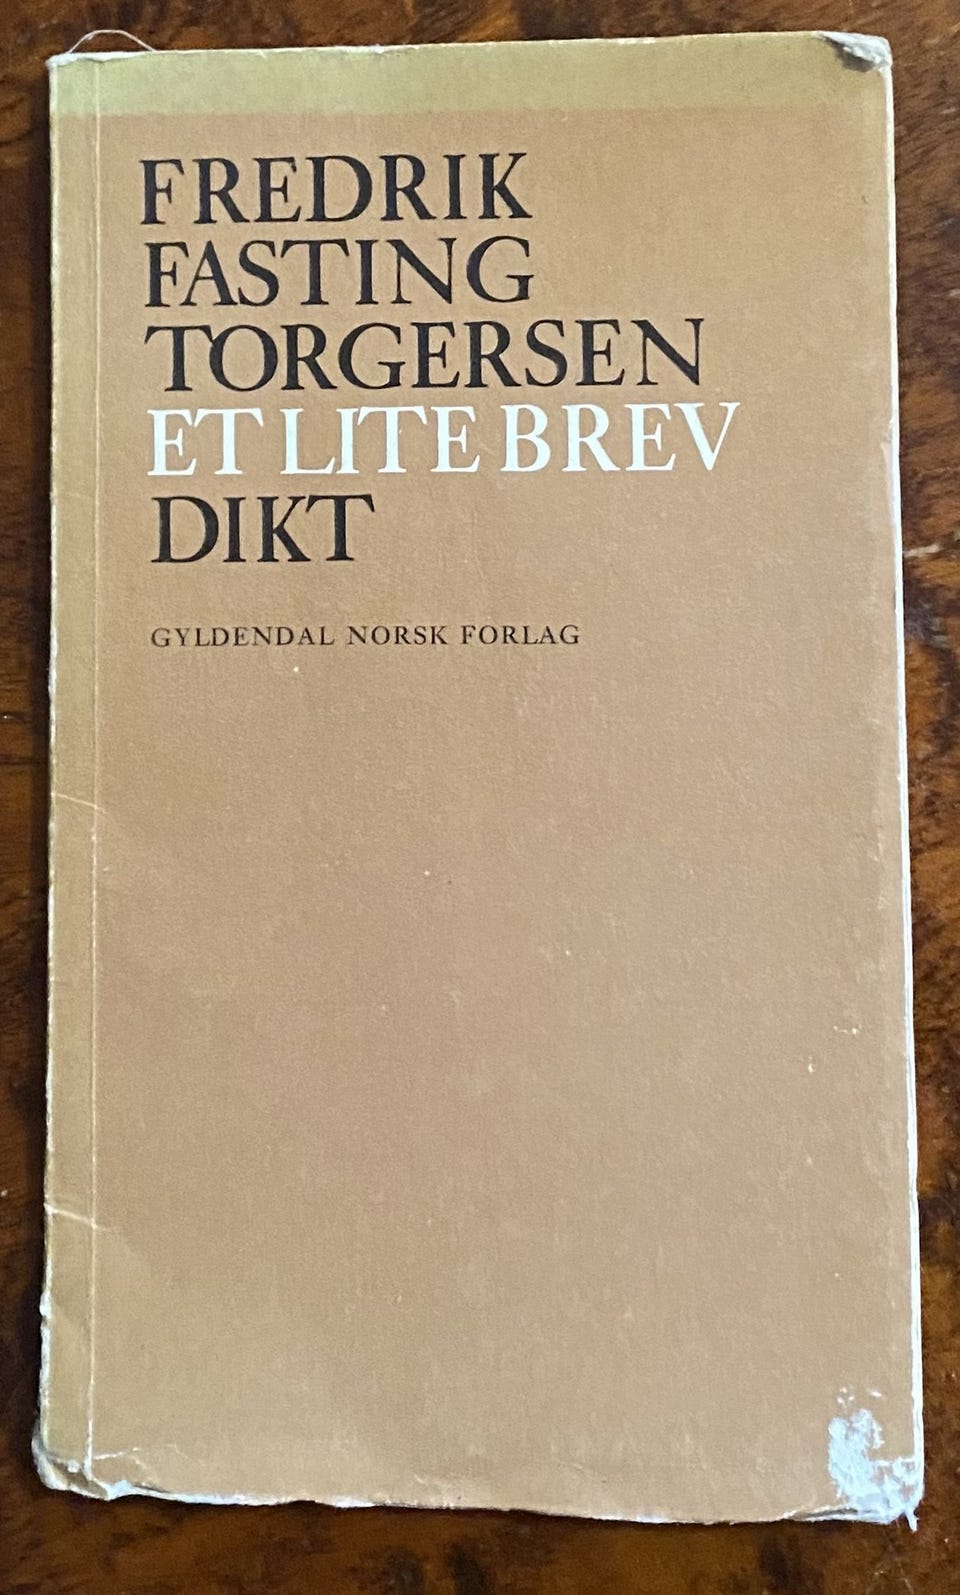 FREDRIK
FASTING
TORGERSEN
ET LITE BREV
DIKT
GYLDENDAL NORSK FORLAG